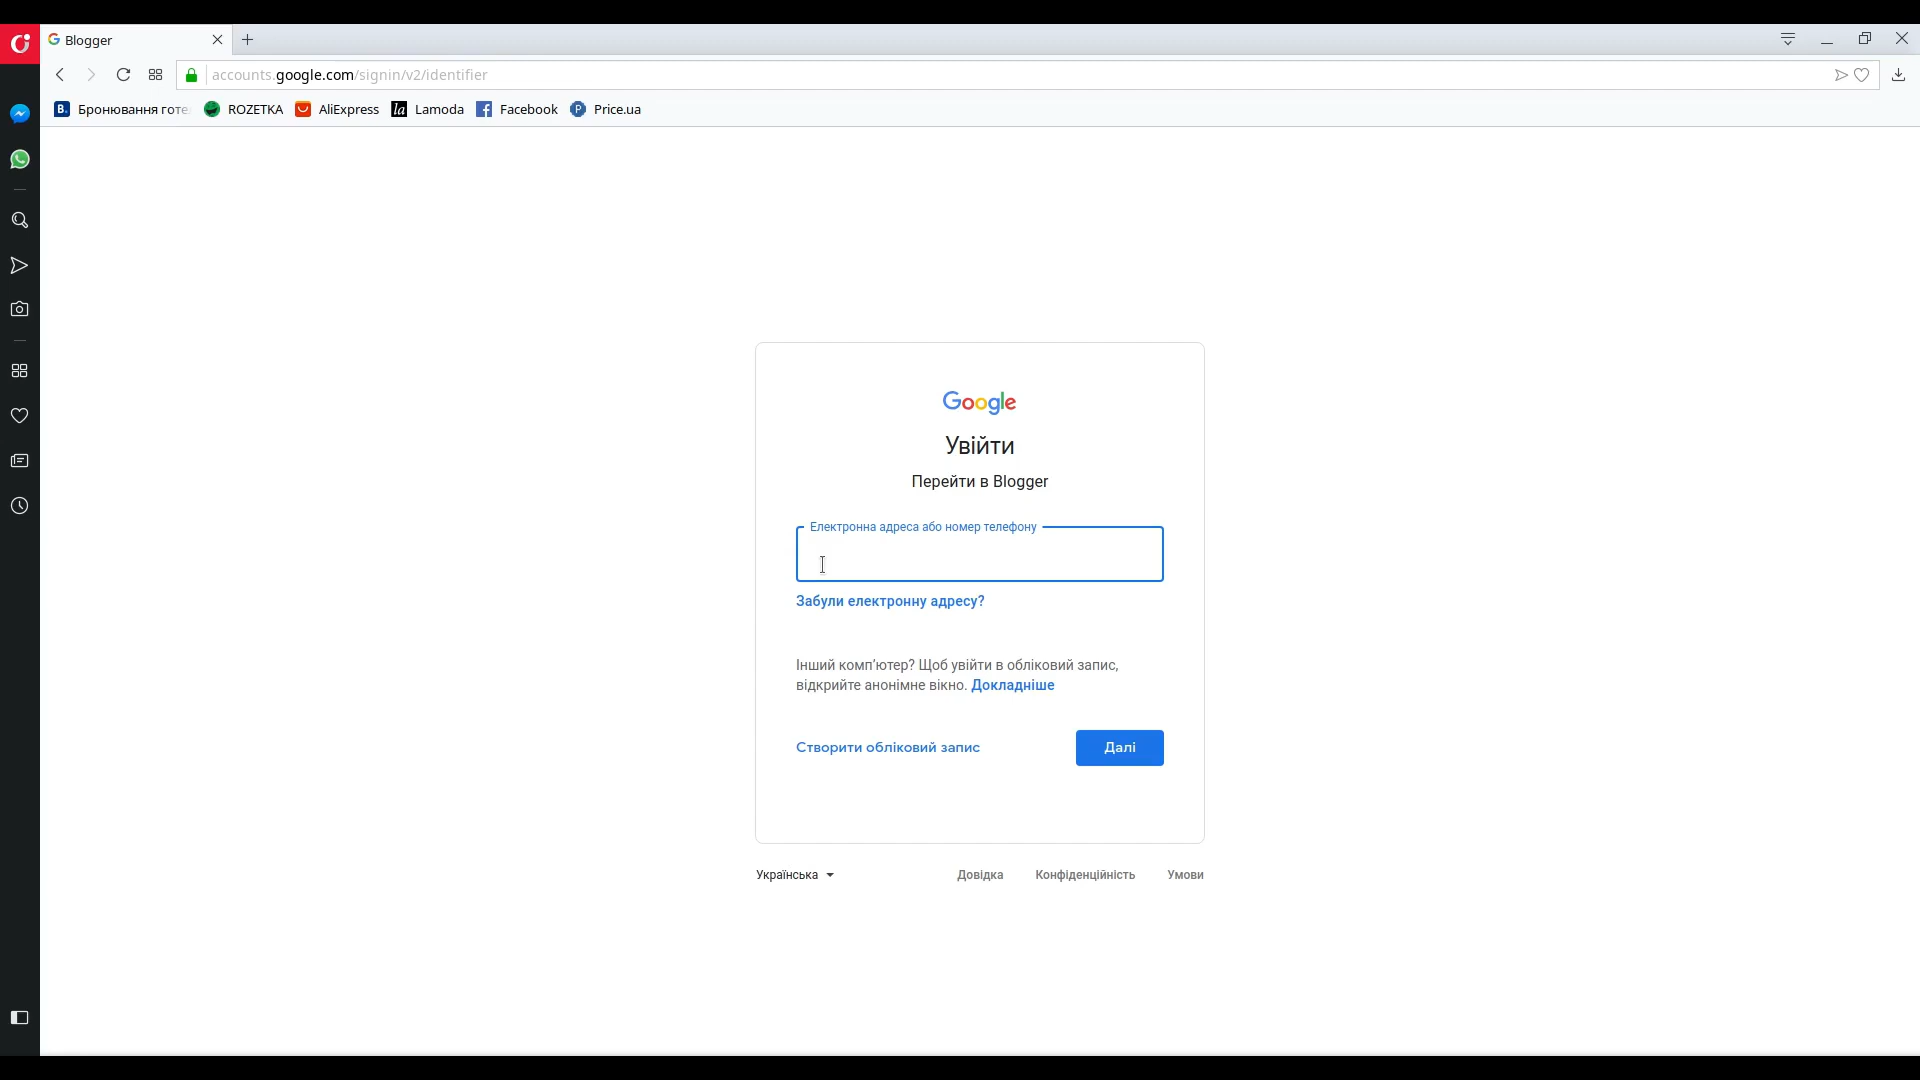 Blogger
accounts.google.com/signin/v2/identifier
B. Бронювання готе ROZETKA AliExpress la Lamoda Facebook P Price.ua
Google
Увійти
Перейти в Blogger
Електронна адреса або номер телефону
Забули електронну адресу?
Інший комп’ютер? Щоб увійти в обліковий запис,
відкрийте анонімне вікно. Докладніше
Створити обліковий запис Далі
Українська Довідка Конфіденційність Умови